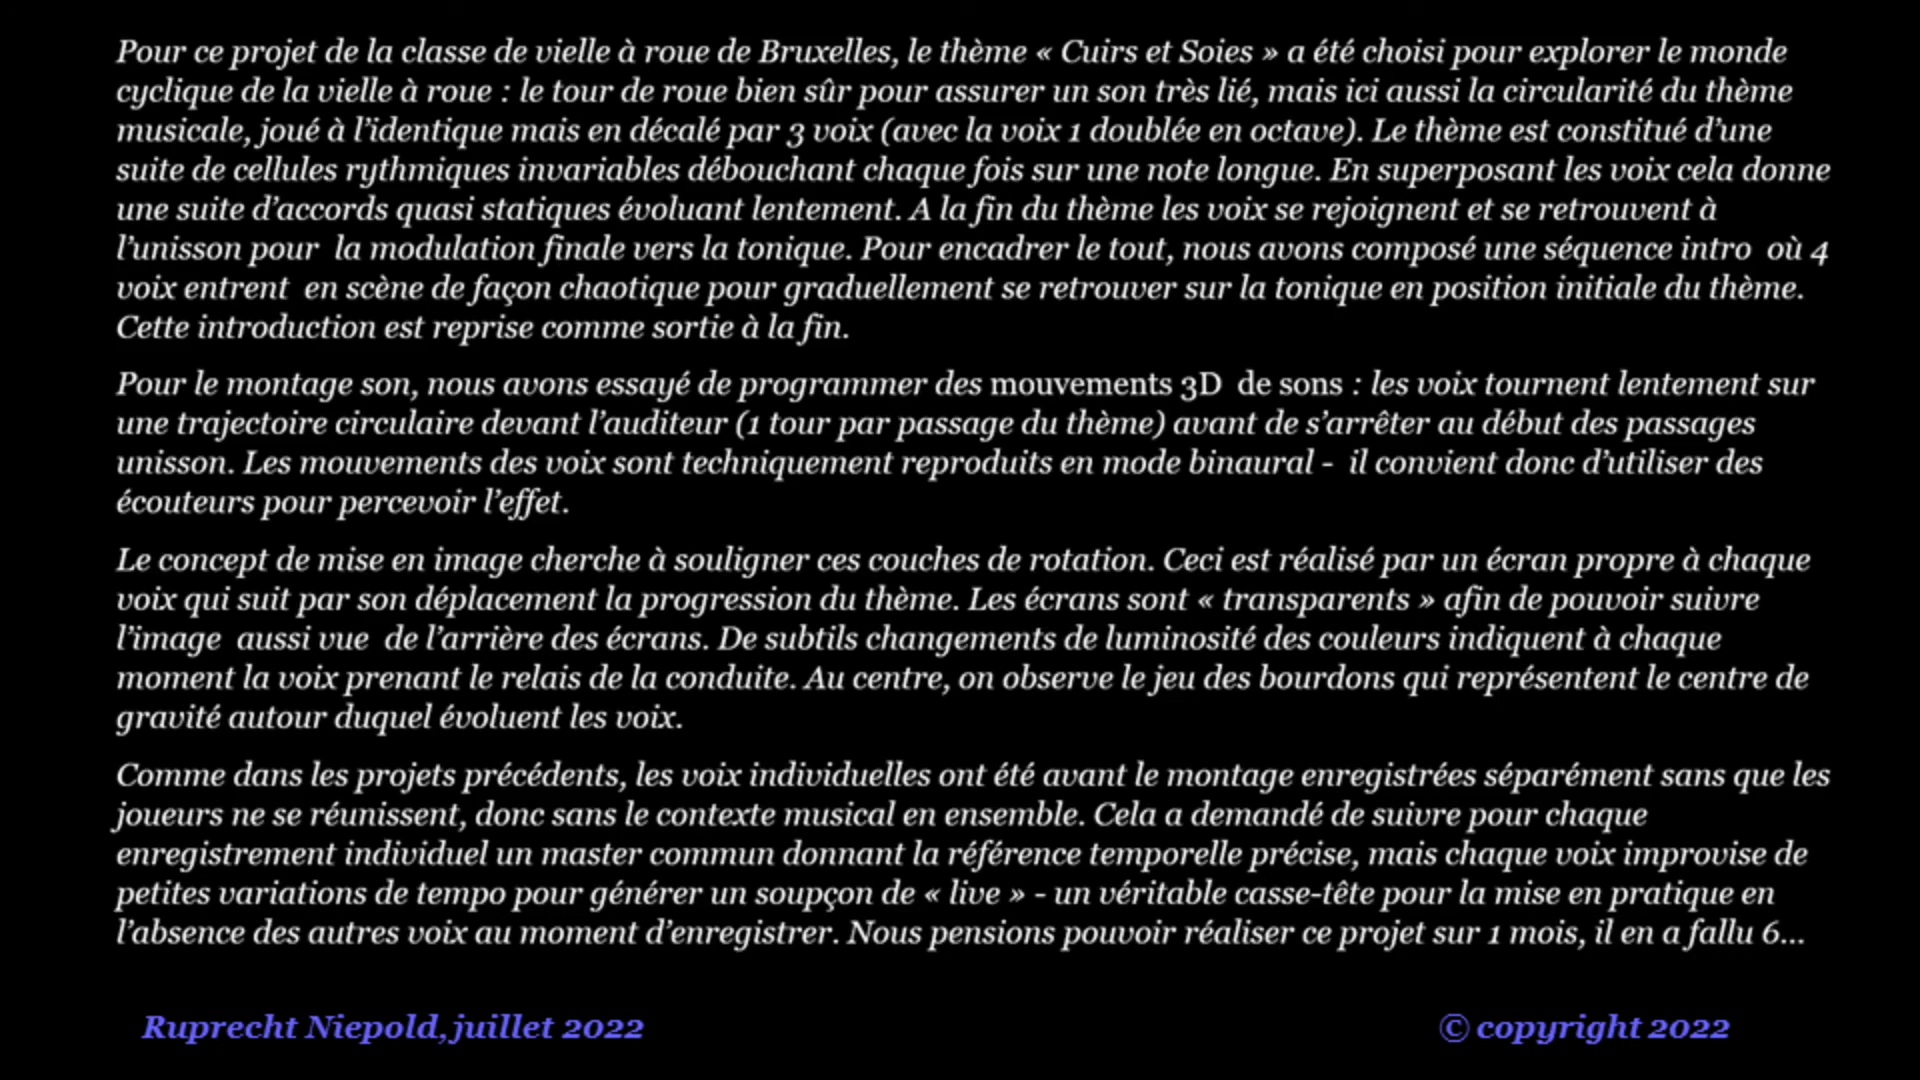 Pour ce projet de la classe de vielle à roue de Bruxelles, le thème « Cuirs et Soies » a été choisi pour explorer le monde
cyclique de la vielle à roue : le tour de roue bien sûr pour assurer un son très lié, mais ici aussi la circularité du thème
musicale, joué à l’identique mais en décalé par 3 voix (avec la voix 1 doublée en octave). Le thème est constitué d’une
suite de cellules rythmiques invariables débouchant chaque fois sur une note longue. En superposant les voix cela donne
une suite d’accords quasi statiques évoluant lentement. A la fin du thème les voix se rejoignent et se retrouvent à
l’unisson pour la modulation finale vers la tonique. Pour encadrer le tout, nous avons composé une séquence intro où 4
voix entrent en scène de façon chaotique pour graduellement se retrouver sur la tonique en position initiale du thème.
Cette introduction est reprise comme sortie à la fin.
Pour le montage son, nous avons essayé de programmer des mouvements 3D de sons : les voix tournent lentement sur
une trajectoire circulaire devant l’auditeur (1 tour par passage du thème) avant de s’arrêter au début des passages
unisson. Les mouvements des voix sont techniquement reproduits en mode binaural - il convient donc d’utiliser des
écouteurs pour percevoir l’effet.
Le concept de mise en image cherche à souligner ces couches de rotation. Ceci est réalisé par un écran propre à chaque
voix qui suit par son déplacement la progression du thème. Les écrans sont « transparents » afin de pouvoir suivre
l’image aussi vue de l’arrière des écrans. De subtils changements de luminosité des couleurs indiquent à chaque
moment la voix prenant le relais de la conduite. Au centre, on observe le jeu des bourdons qui représentent le centre de
gravité autour duquel évoluent les voix.
Comme dans les projets précédents, les voix individuelles ont été avant le montage enregistrées séparément sans que les
joueurs ne se réunissent, donc sans le contexte musical en ensemble. Cela a demandé de suivre pour chaque
enregistrement individuel un master commun donnant la référence temporelle précise, mais chaque voix improvise de
petites variations de tempo pour générer un soupçon de « live » - un véritable casse-tête pour la mise en pratique en
l’absence des autres voix au moment d’enregistrer. Nous pensions pouvoir réaliser ce projet sur 1 mois, il en a fallu 6...
Ruprecht Niepold, juillet 2022
© copyright 2022